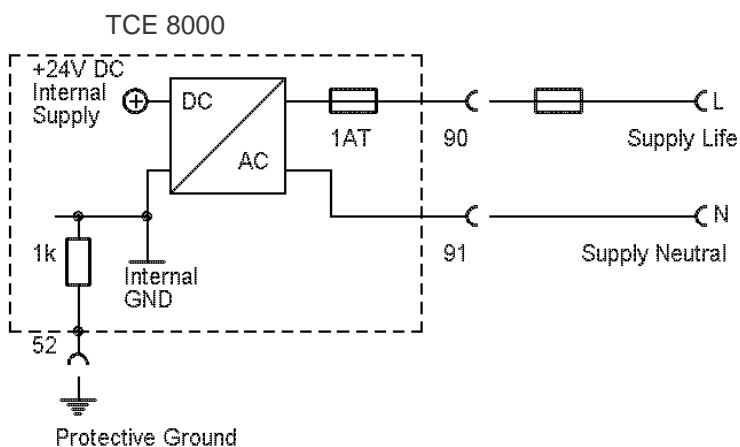 TCE 8000
+24V DC
Internal
Supply
DC
AC
1AT
90
L
Supply Life
N
91
Supply Neutral
1k
Internal
GND
52
Protective Ground